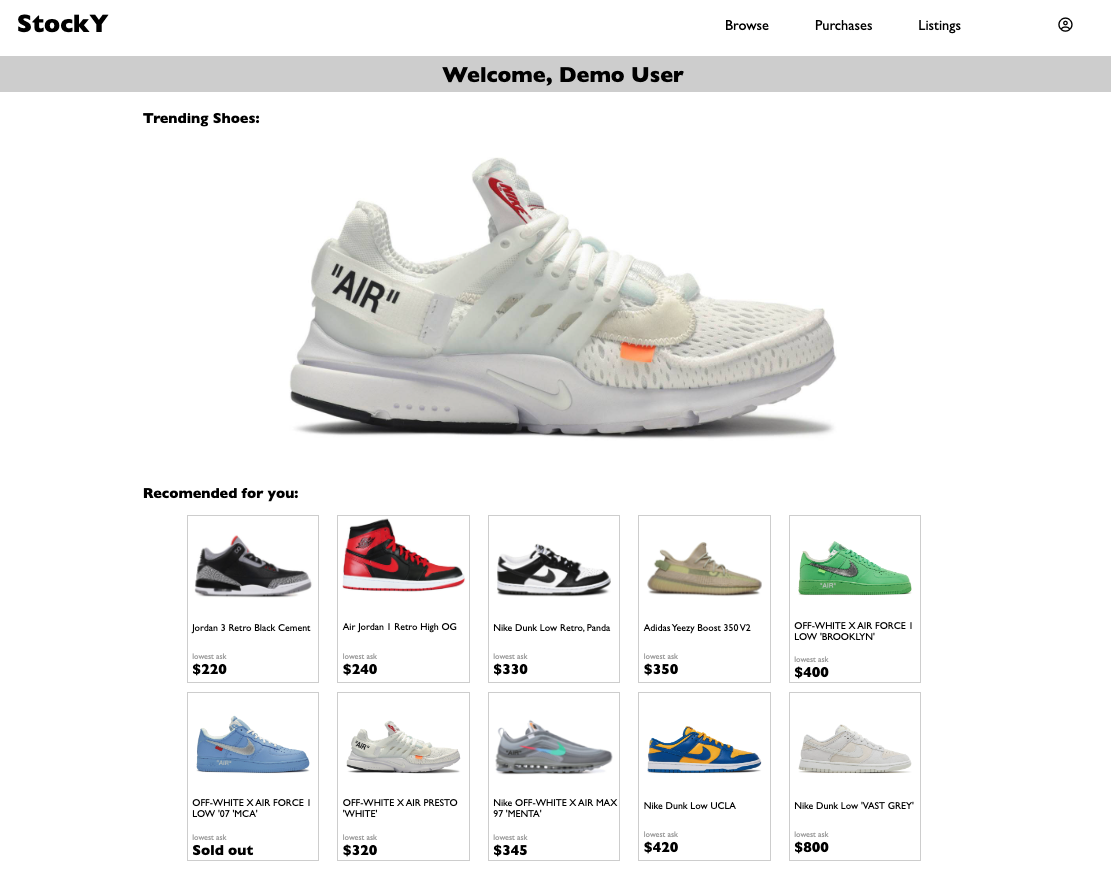 StockY
Browse
Purchases
Listings
Welcome, Demo User
Trending Shoes:
"AIR"
NIKE
Recomended for you:
Jordan 3 Retro Black Cement
lowest ask
$220
Air Jordan 1 Retro High OG
lowest ask
$240
Nike Dunk Low Retro, Panda
lowest ask
$330
Adidas Yeezy Boost 350 V2
lowest ask
$350
"AIR"
OFF-WHITE X AIR FORCE 1
LOW 'BROOKLYN'
lowest ask
$400
"AIR"
OFF-WHITE X AIR FORCE 1
LOW '07 'MCA'
lowest ask
Sold out
"AIR"
OFF-WHITE X AIR PRESTO
'WHITE'
lowest ask
$320
Nike OFF-WHITE X AIR MAX
97 'MENTA'
lowest ask
$345
Nike Dunk Low UCLA
lowest ask
$420
Nike Dunk Low 'VAST GREY'
lowest ask
$800